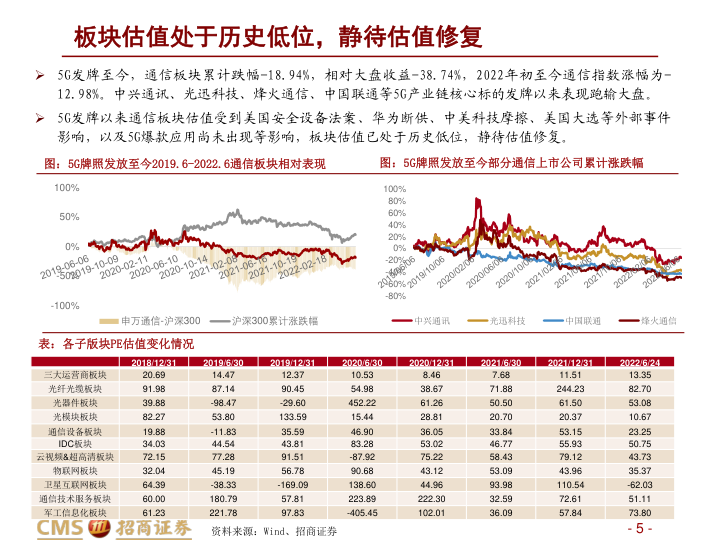 板块估值处于历史低位，静待估值修复
➢ 5G发牌至今，通信板块累计跌幅-18.94%，相对大盘收益-38.74%，2022年初至今通信指数涨幅为-
12.98%。中兴通讯、光迅科技、烽火通信、中国联通等5G产业链核心标的发牌以来表现跑输大盘。
➢ 5G发牌以来通信板块估值受到美国安全设备法案、华为断供、中美科技摩擦、美国大选等外部事件
影响，以及5G爆款应用尚未出现等影响，板块估值已处于历史低位，静待估值修复。
图：5G牌照发放至今2019.6-2022.6通信板块相对表现
100%
50%
0%
-50%
-100%
2019-06-06
2019-10-09
2020-02-11
2020-06-10
2020-10-14
2021-02-08
2021-06-16
2021-10-19
2022-02-18
申万通信-沪深300
沪深300累计涨跌幅
图：5G牌照发放至今部分通信上市公司累计涨跌幅
100%
80%
60%
40%
20%
0%
-20%
-40%
-60%
-80%
2019/06/06
2019/10/06
2020/02/06
2020/06/06
2020/10/06
2021/02/06
2021/06/06
2021/10/06
2022/02/06
中兴通讯
光迅科技
中国联通
烽火通信
表：各子版块PE估值变化情况
2018/12/31 2019/6/30 2019/12/31 2020/6/30 2020/12/31 2021/6/30 2021/12/31 2022/6/24
三大运营商板块 20.69 14.47 12.37 10.53 8.46 7.68 11.51 13.35
光纤光缆板块 91.98 87.14 90.45 54.98 38.67 71.88 244.23 82.70
光器件板块 39.88 -98.47 -29.60 452.22 61.26 50.50 61.50 53.08
光模块板块 82.27 53.80 133.59 15.44 28.81 20.70 20.37 10.67
通信设备板块 19.88 -11.83 35.59 46.90 36.05 33.84 53.15 23.25
IDC板块 34.03 44.54 43.81 83.28 53.02 46.77 55.93 50.75
云视频&超高清板块 72.15 77.28 91.51 -87.92 75.22 58.43 79.12 43.73
物联网板块 32.04 45.19 56.78 90.68 43.12 53.09 43.96 35.37
卫星互联网板块 64.39 -38.33 -169.09 138.60 44.96 93.98 110.54 -62.03
通信技术服务板块 60.00 180.79 57.81 223.89 222.30 32.59 72.61 51.11
军工信息化板块 61.23 221.78 97.83 -405.45 102.01 36.09 57.84 73.80
CMS 招商证券
资料来源：Wind、招商证券
- 5 -